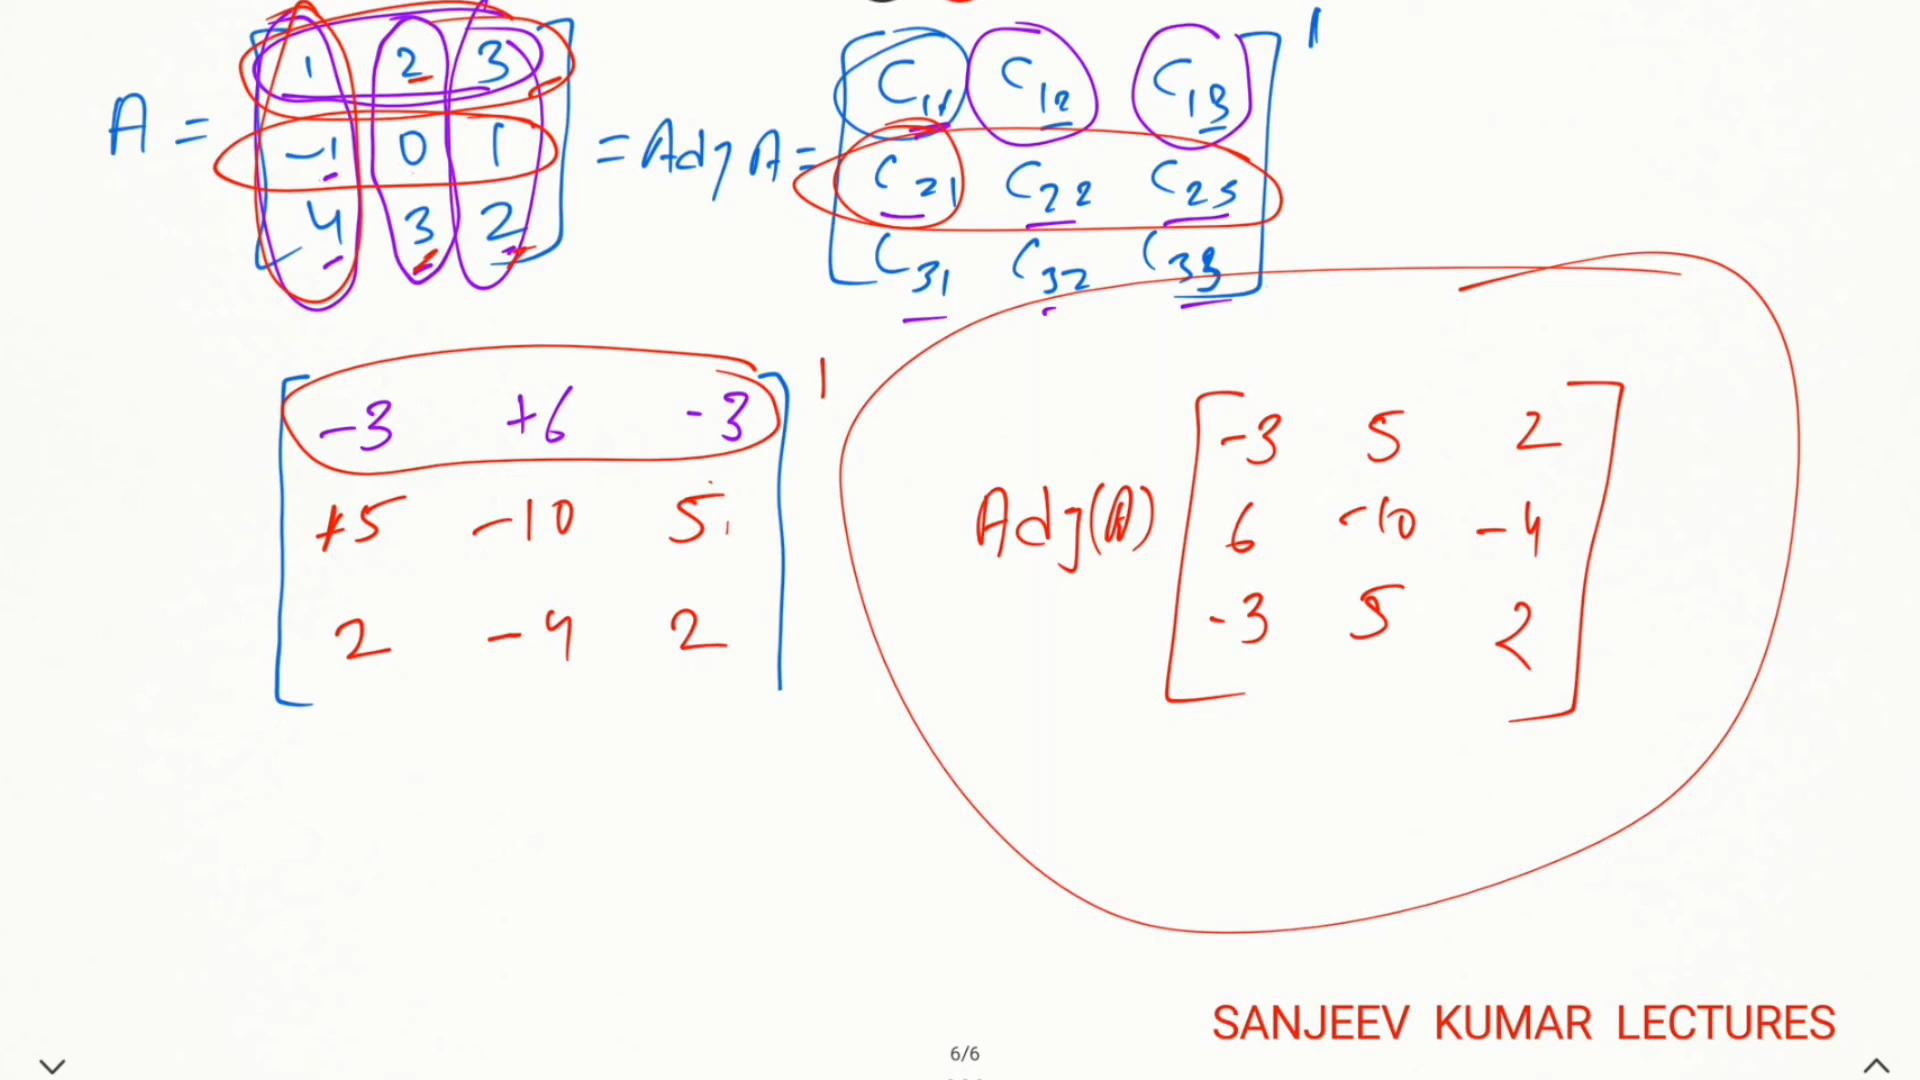 A = [ 1 2 3 = Adj A = [ C11 C12 C13 ]'
-1 0 1 C21 C22 C23
4 3 2 ] C31 C32 C33
[ -3 +6 -3 ]'
+5 -10 5
2 -4 2
Adj(A) [ -3 5 2
6 -10 -4
-3 5 2 ]
SANJEEV KUMAR LECTURES
6/6